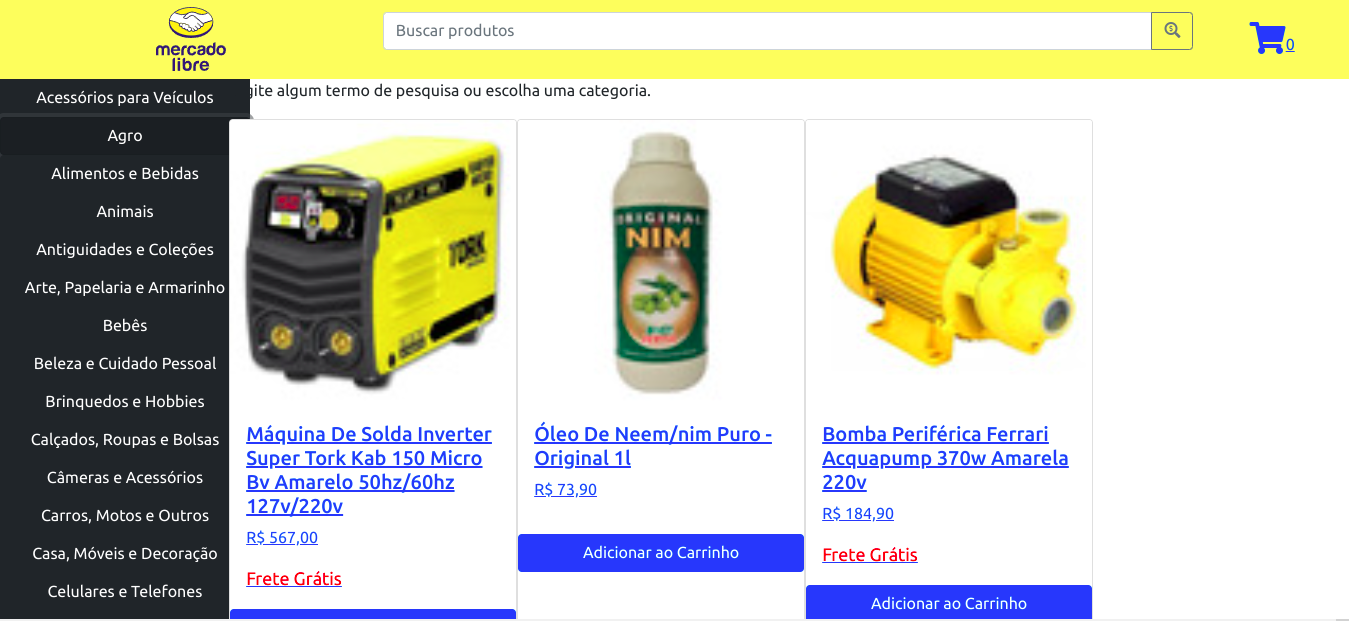 mercado
libre
Buscar produtos
0
gite algum termo de pesquisa ou escolha uma categoria.
Acessórios para Veículos
Agro
Alimentos e Bebidas
Animais
Antiguidades e Coleções
Arte, Papelaria e Armarinho
Bebês
Beleza e Cuidado Pessoal
Brinquedos e Hobbies
Calçados, Roupas e Bolsas
Câmeras e Acessórios
Carros, Motos e Outros
Casa, Móveis e Decoração
Celulares e Telefones
TORK
Máquina De Solda Inverter
Super Tork Kab 150 Micro
Bv Amarelo 50hz/60hz
127v/220v
R$ 567,00
Frete Grátis
ORIGINAL
NIM
Óleo De Neem/nim Puro -
Original 1l
R$ 73,90
Adicionar ao Carrinho
Bomba Periférica Ferrari
Acquapump 370w Amarela
220v
R$ 184,90
Frete Grátis
Adicionar ao Carrinho